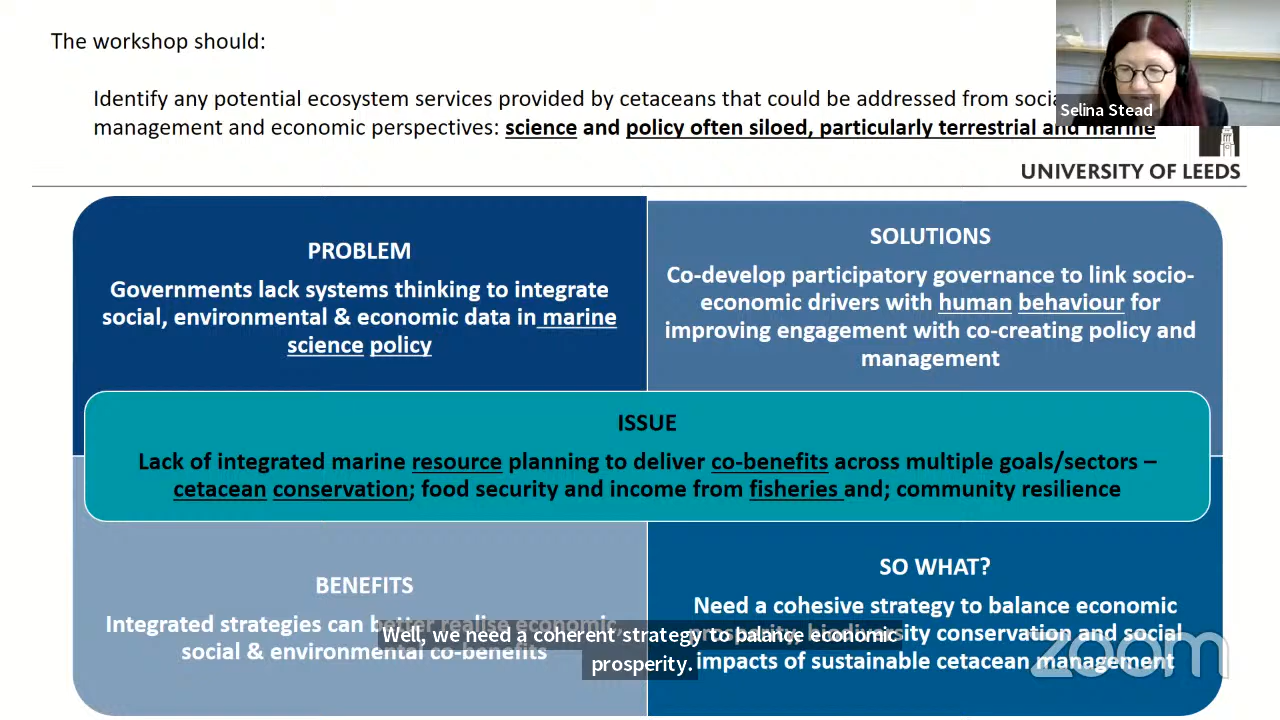 The workshop should:
Identify any potential ecosystem services provided by cetaceans that could be addressed from
management and economic perspectives: science and policy often siloed, particularly terrestrial and marine
Selina Stead
UNIVERSITY OF LEEDS
PROBLEM
Governments lack systems thinking to integrate
social, environmental & economic data in marine
science policy
SOLUTIONS
Co-develop participatory governance to link socio-
economic drivers with human behaviour for
improving engagement with co-creating policy and
management
ISSUE
Lack of integrated marine resource planning to deliver co-benefits across multiple goals/sectors –
cetacean conservation; food security and income from fisheries and; community resilience
BENEFITS
Integrated strategies can better realise economic,
social & environmental co-benefits
SO WHAT?
Need a cohesive strategy to balance economic
prosperity, biodiversity conservation and social
impacts of sustainable cetacean management
Well, we need a coherent strategy to balance economic
prosperity.
zoom